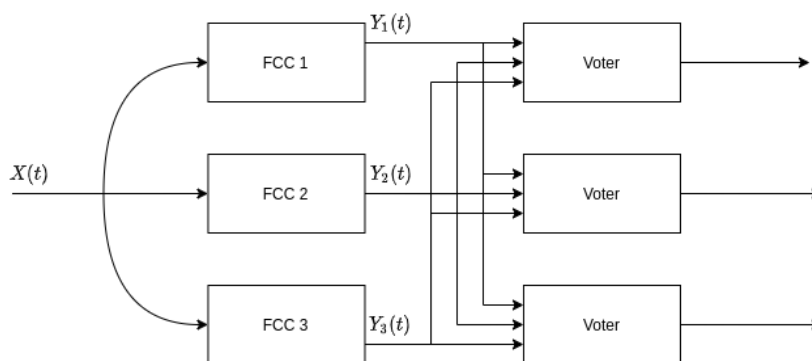 Y₁(t)
FCC 1
Voter
X(t)
Y₂(t)
FCC 2
Voter
Y₃(t)
FCC 3
Voter